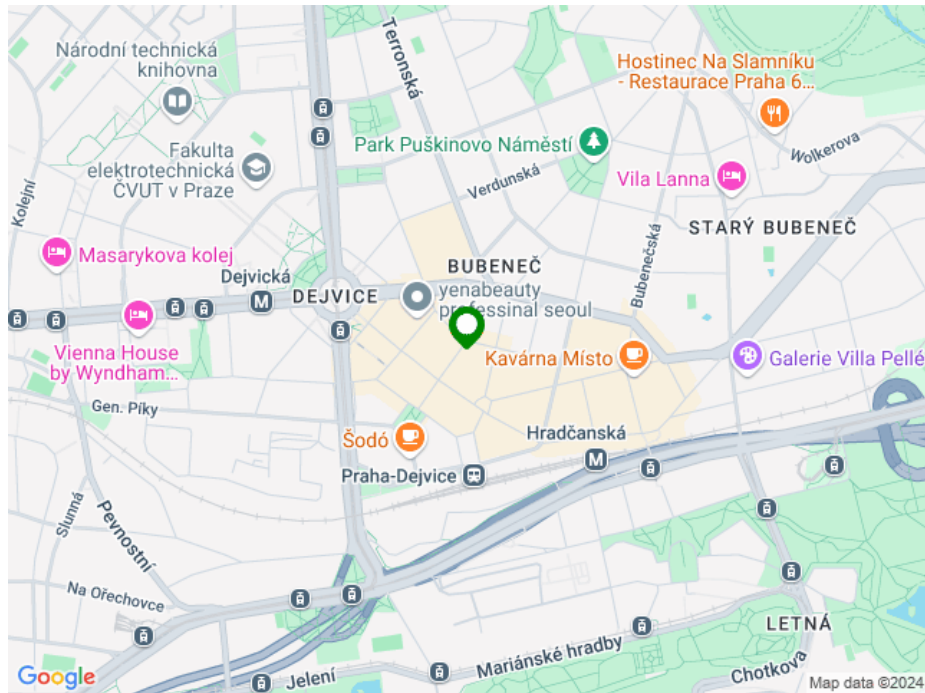 Terronská
Národní technická
knihovna
Hostinec Na Slamníku
- Restaurace Praha 6...
Park Puškinovo Náměstí
Wolkerova
Fakulta
elektrotechnická
ČVUT v Praze
Verdunská
Vila Lanna
Kolejní
STARÝ BUBENEČ
Masarykova kolej
Bubenečská
Dejvická
M
BUBENEČ
DEJVICE
yenabeauty
professinal seoul
Vienna House
by Wyndham...
Kavárna Místo
Galerie Villa Pellé
Gen. Píky
Šodó
Hradčanská
M
Praha-Dejvice
Slunná
Pevnostní
Na Ořechovce
LETNÁ
Mariánské hradby
Chotkova
Jelení
Google
Map data ©2024